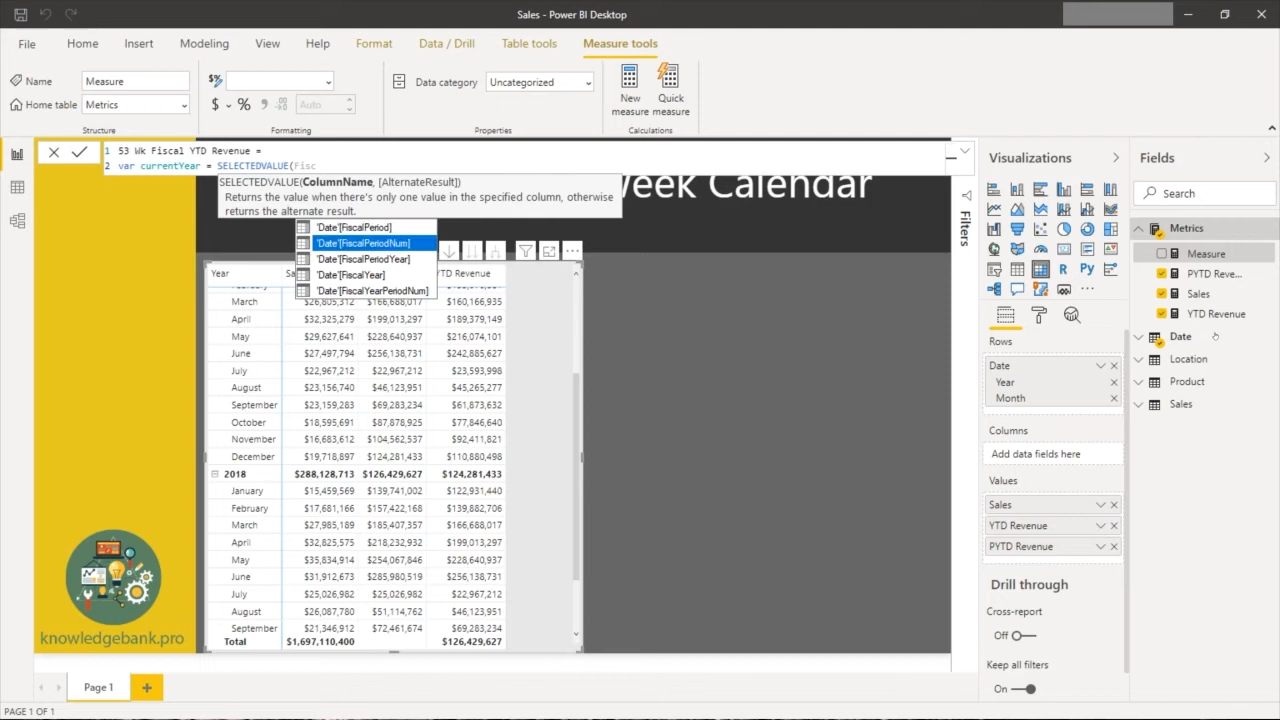 Sales - Power BI Desktop
File Home Insert Modeling View Help Format Data / Drill Table tools Measure tools
Name Measure
Home table Metrics
$ % 9 .00 Auto
Data category Uncategorized
New measure
Quick measure
Structure Formatting Properties Calculations
1 53 Wk Fiscal YTD Revenue =
2 var currentYear = SELECTEDVALUE(Fisc
SELECTEDVALUE(ColumnName, [AlternateResult])
Returns the value when there's only one value in the specified column, otherwise
returns the alternate result.
'Date'[FiscalPeriod]
'Date'[FiscalPeriodNum]
'Date'[FiscalPeriodYear]
'Date'[FiscalYear]
'Date'[FiscalYearPeriodNum]
eek Calendar
Year Sa YTD Revenue
March $26,805,312 $166,688,017 $160,166,935
April $32,325,279 $199,013,297 $189,379,149
May $29,627,641 $228,640,937 $216,074,101
June $27,497,794 $256,138,731 $242,885,627
July $22,967,212 $22,967,212 $23,593,998
August $23,156,740 $46,123,951 $45,265,277
September $23,159,283 $69,283,234 $61,873,632
October $18,595,691 $87,878,925 $77,846,640
November $16,683,612 $104,562,537 $92,411,821
December $19,718,897 $124,281,433 $110,880,498
2018 $288,128,713 $126,429,627 $124,281,433
January $15,459,569 $139,741,002 $122,931,440
February $17,681,166 $157,422,168 $139,882,706
March $27,985,189 $185,407,357 $166,688,017
April $32,825,575 $218,232,932 $199,013,297
May $35,834,914 $254,067,846 $228,640,937
June $31,912,673 $285,980,519 $256,138,731
July $25,026,982 $25,026,982 $22,967,212
August $26,087,780 $51,114,762 $46,123,951
September $21,346,912 $72,461,674 $69,283,234
Total $1,697,110,400 $126,429,627
knowledgebank.pro
Filters
Visualizations
R Py
Rows
Date
Year
Month
Columns
Add data fields here
Values
Sales
YTD Revenue
PYTD Revenue
Drill through
Cross-report
Off
Keep all filters
On
Fields
Search
Metrics
Measure
PYTD Reve...
Sales
YTD Revenue
Date
Location
Product
Sales
Page 1
PAGE 1 OF 1